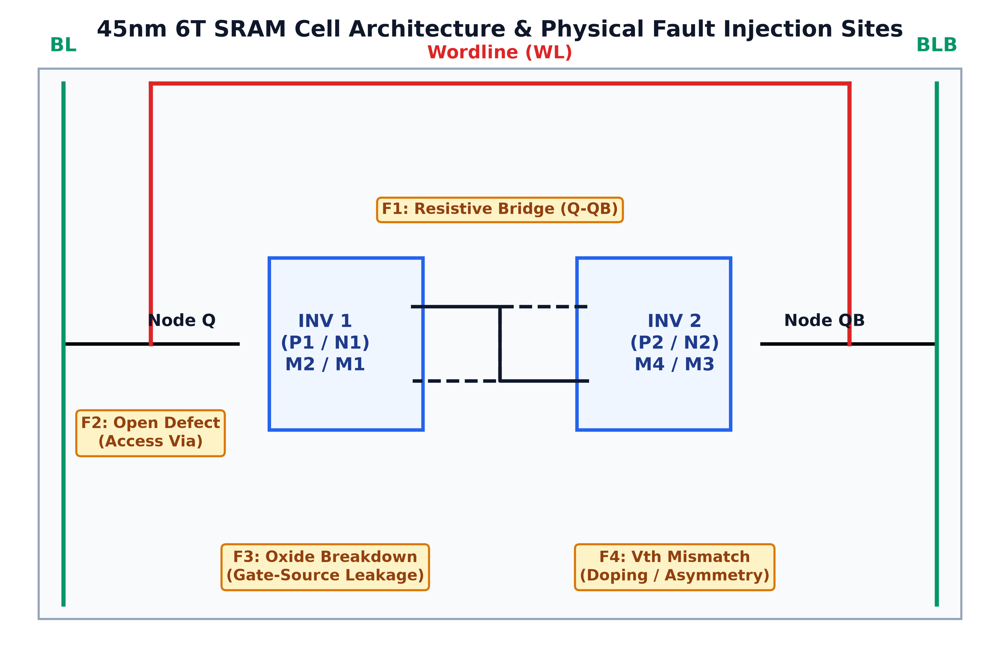 45nm 6T SRAM Cell Architecture & Physical Fault Injection Sites
BL
Wordline (WL)
BLB
F1: Resistive Bridge (Q-QB)
Node Q
INV 1
(P1 / N1)
M2 / M1
INV 2
(P2 / N2)
M4 / M3
Node QB
F2: Open Defect
(Access Via)
F3: Oxide Breakdown
(Gate-Source Leakage)
F4: Vth Mismatch
(Doping / Asymmetry)